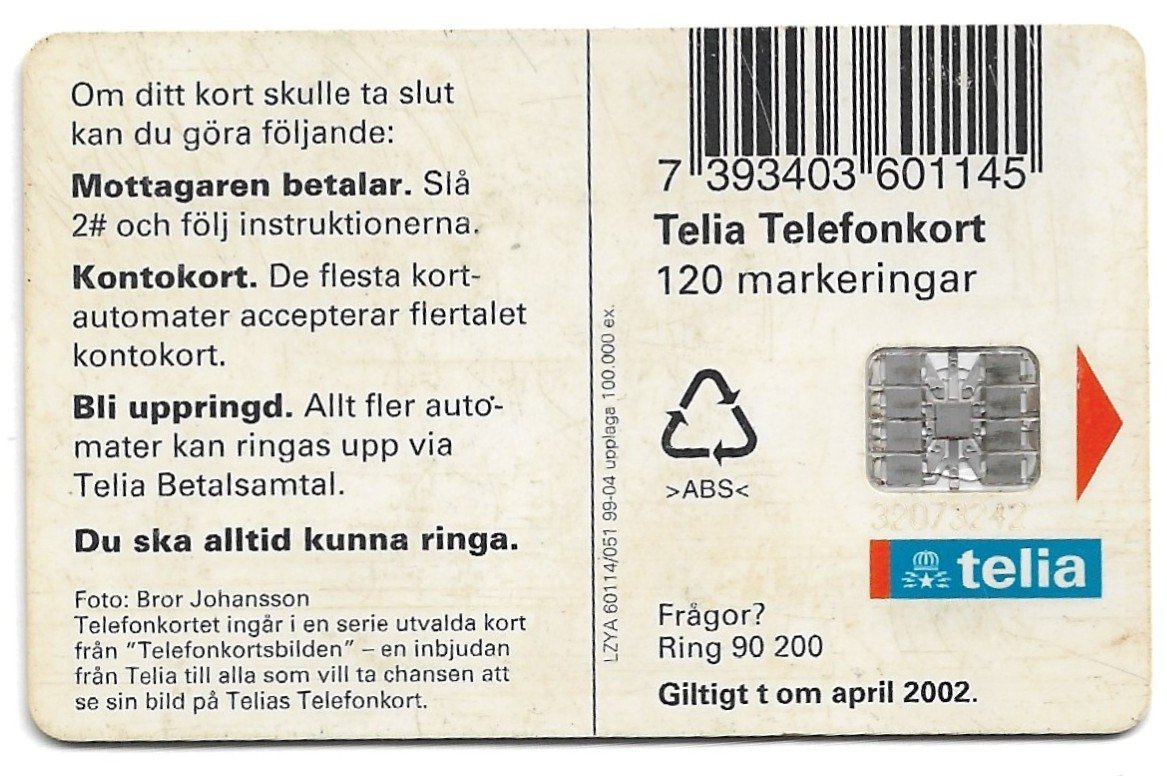 Om ditt kort skulle ta slut
kan du göra följande:
Mottagaren betalar. Slå
2# och följ instruktionerna.
Kontokort. De flesta kort-
automater accepterar flertalet
kontokort.
Bli uppringd. Allt fler auto-
mater kan ringas upp via
Telia Betalsamtal.
Du ska alltid kunna ringa.
Foto: Bror Johansson
Telefonkortet ingår i en serie utvalda kort
från "Telefonkortsbilden" – en inbjudan
från Telia till alla som vill ta chansen att
se sin bild på Telias Telefonkort.
LZYA 601 14/051 99-04 upplaga 100.000 ex.
7 393403 601145
Telia Telefonkort
120 markeringar
>ABS<
32073242
telia
Frågor?
Ring 90 200
Giltigt t om april 2002.